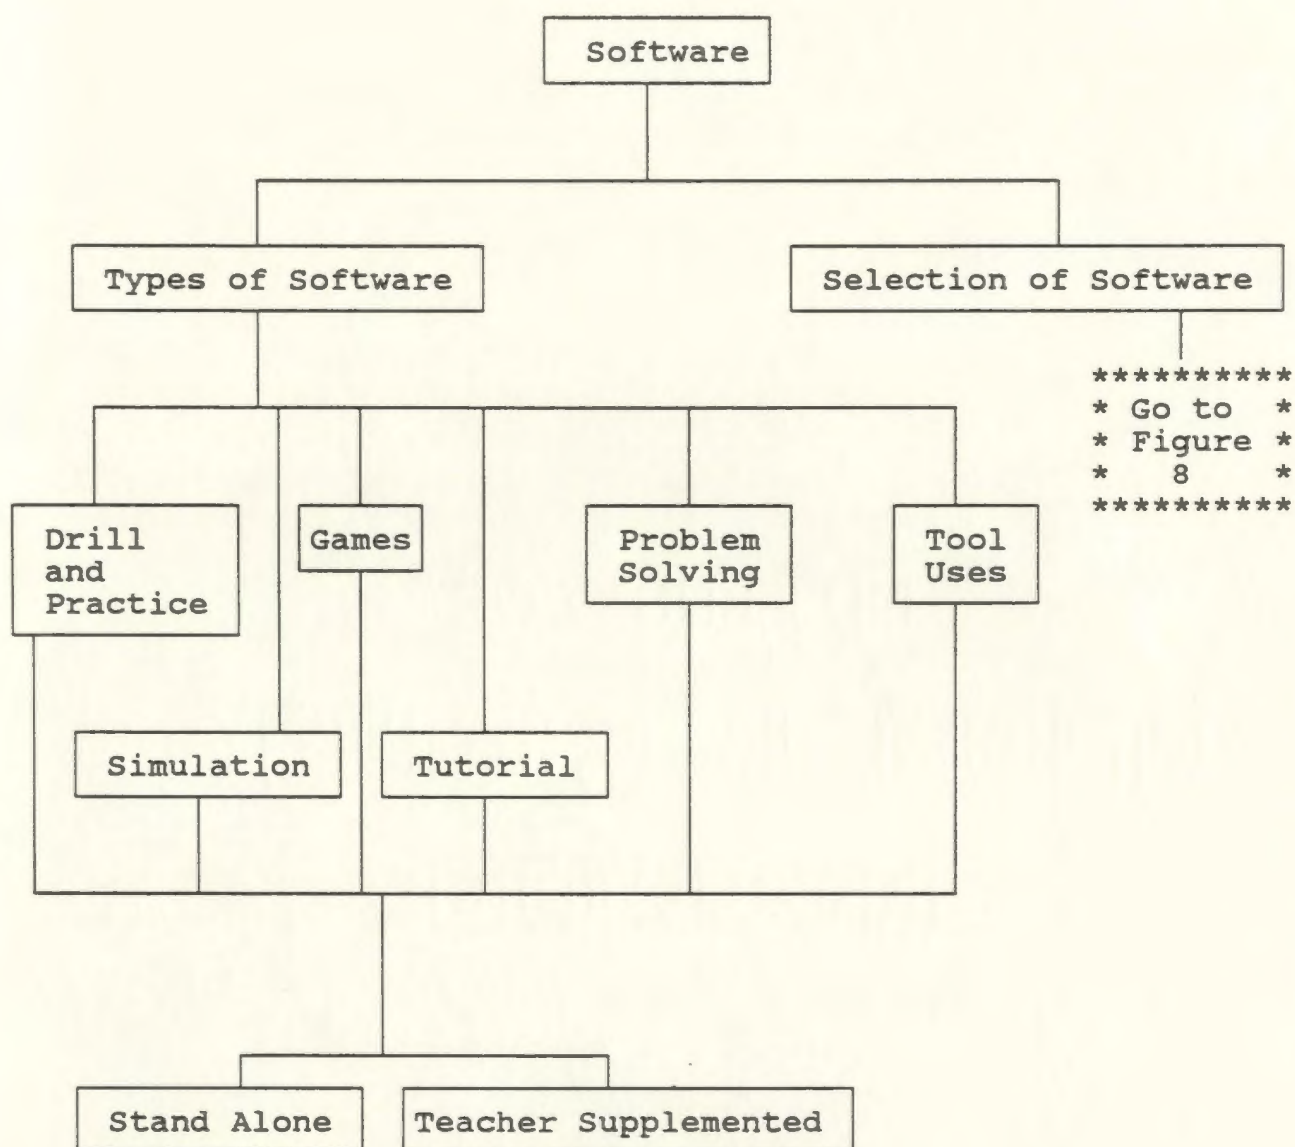 Software
Types of Software
Selection of Software
**********
* Go to *
* Figure *
* 8 *
**********
Drill
and
Practice
Games
Problem
Solving
Tool
Uses
Simulation
Tutorial
Stand Alone
Teacher Supplemented